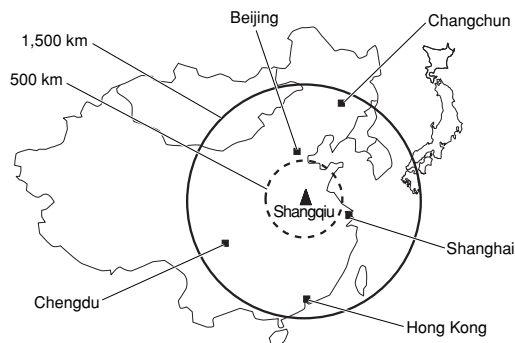 Beijing
Changchun
1,500 km
500 km
Shangqiu
Shanghai
Chengdu
Hong Kong